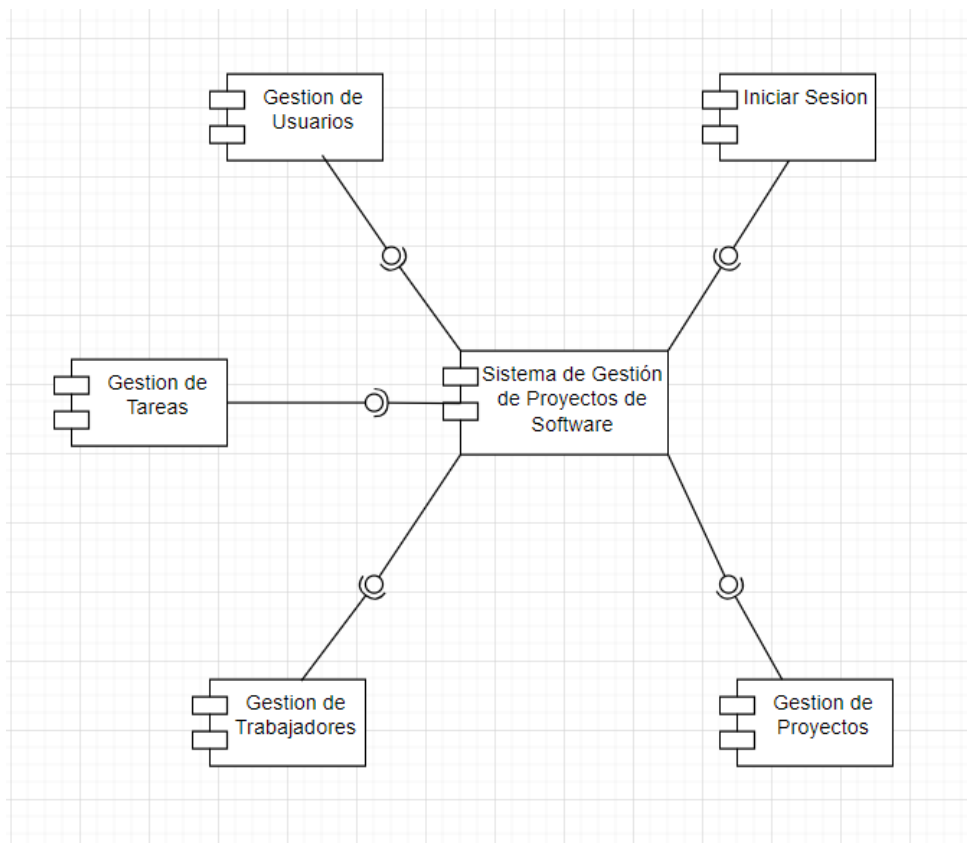 Gestion de
Usuarios
Iniciar Sesion
Gestion de
Tareas
Sistema de Gestión
de Proyectos de
Software
Gestion de
Trabajadores
Gestion de
Proyectos